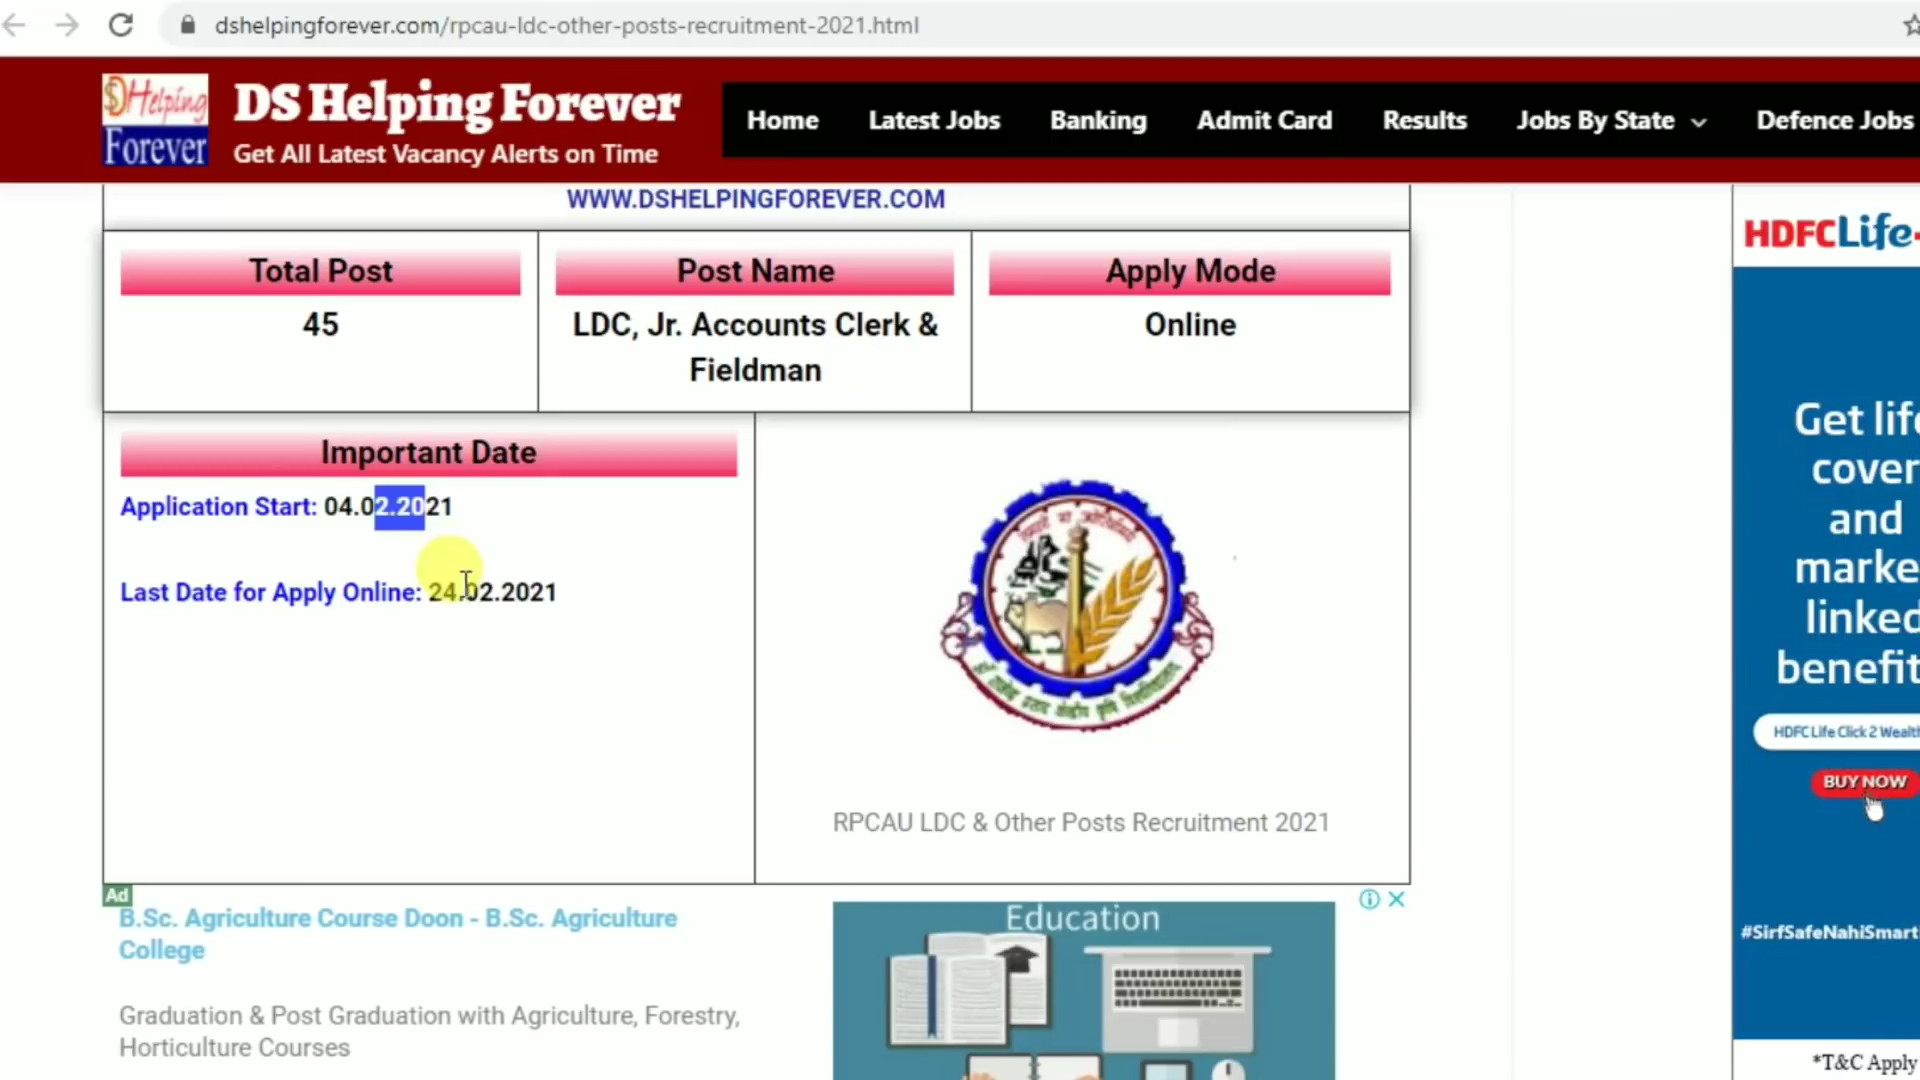 dshelpingforever.com/rpcau-ldc-other-posts-recruitment-2021.html
DHelping
Forever
DS Helping Forever
Get All Latest Vacancy Alerts on Time
Home Latest Jobs Banking Admit Card Results Jobs By State Defence Jobs
WWW.DSHELPINGFOREVER.COM
Total Post
45
Post Name
LDC, Jr. Accounts Clerk &
Fieldman
Apply Mode
Online
Important Date
Application Start: 04.02.2021
Last Date for Apply Online: 24.02.2021
RPCAU LDC & Other Posts Recruitment 2021
Ad
B.Sc. Agriculture Course Doon - B.Sc. Agriculture
College
Graduation & Post Graduation with Agriculture, Forestry,
Horticulture Courses
Education
HDFC Life
Get life
cover
and
marke
linked
benefit
HDFC Life Click 2 Wealth
BUY NOW
#SirfSafeNahiSmart
*T&C Apply